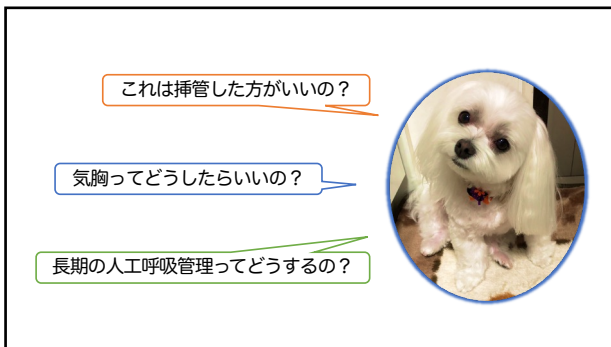 これは挿管した方がいいの？
気胸ってどうしたらいいの？
長期の人工呼吸管理ってどうするの？